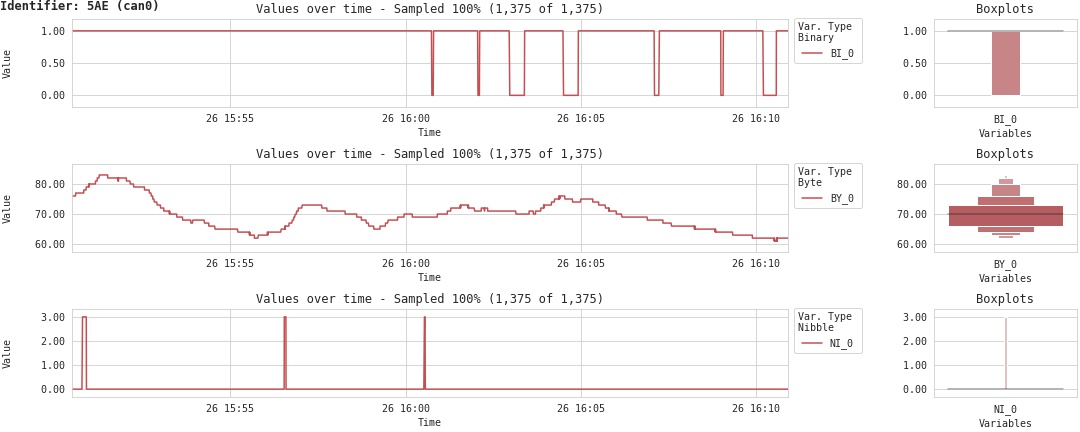 Identifier: 5AE (can0)
Values over time - Sampled 100% (1,375 of 1,375)
Value
1.00
0.50
0.00
26 15:55
26 16:00
26 16:05
26 16:10
Time
Var. Type
Binary
BI_0
Boxplots
1.00
0.50
0.00
BI_0
Variables
Values over time - Sampled 100% (1,375 of 1,375)
Value
80.00
70.00
60.00
26 15:55
26 16:00
26 16:05
26 16:10
Time
Var. Type
Byte
BY_0
Boxplots
80.00
70.00
60.00
BY_0
Variables
Values over time - Sampled 100% (1,375 of 1,375)
Value
3.00
2.00
1.00
0.00
26 15:55
26 16:00
26 16:05
26 16:10
Time
Var. Type
Nibble
NI_0
Boxplots
3.00
2.00
1.00
0.00
NI_0
Variables